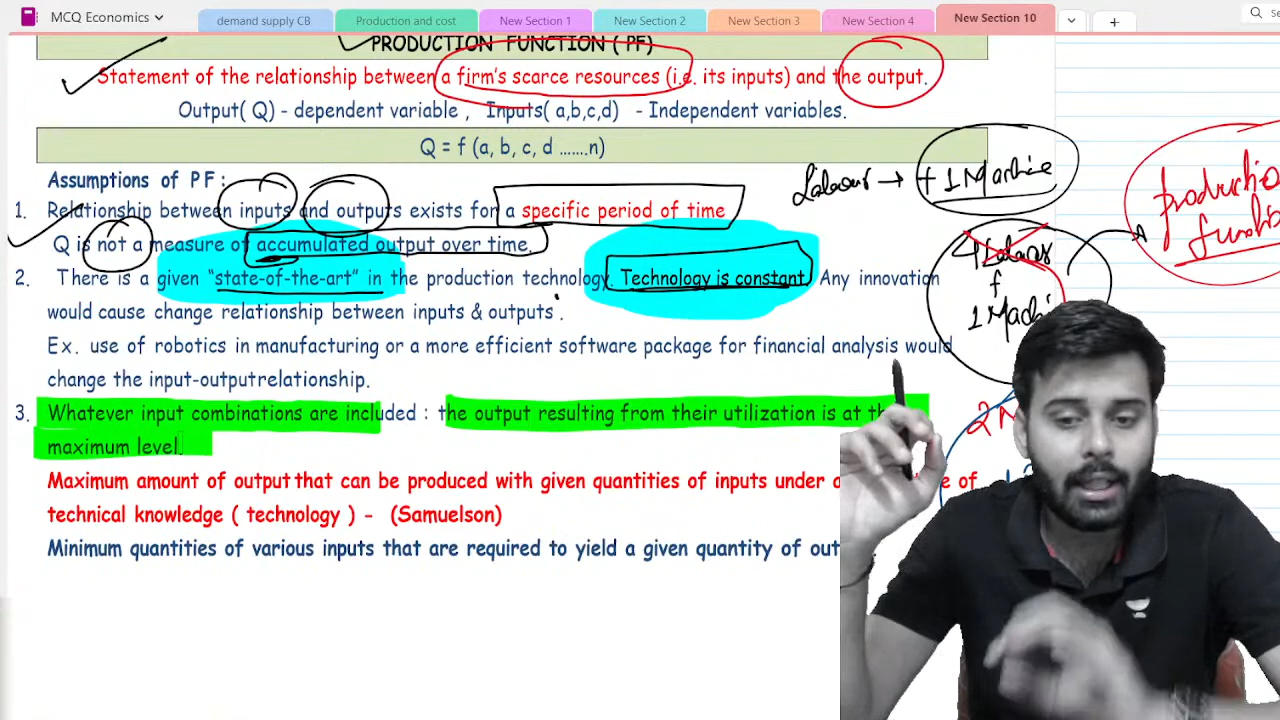 MCQ Economics
demand supply CB
Production and cost
New Section 1
New Section 2
New Section 3
New Section 4
New Section 10
PRODUCTION FUNCTION ( PF)
Statement of the relationship between a firm's scarce resources (i.e. its inputs) and the output.
Output( Q) - dependent variable , Inputs( a,b,c,d) - Independent variables.
Q = f (a, b, c, d .......n)
Assumptions of PF :
1. Relationship between inputs and outputs exists for a specific period of time
Q is not a measure of accumulated output over time.
2. There is a given "state-of-the-art" in the production technology. Technology is constant. Any innovation
would cause change relationship between inputs & outputs .
Ex. use of robotics in manufacturing or a more efficient software package for financial analysis would
change the input-output relationship.
3. Whatever input combinations are included : the output resulting from their utilization is at the
maximum level.
Maximum amount of output that can be produced with given quantities of inputs under a of
technical knowledge ( technology ) - (Samuelson)
Minimum quantities of various inputs that are required to yield a given quantity of out
Labour → + 1 Machine
Labour
f
1 Machi
productio
functio
2